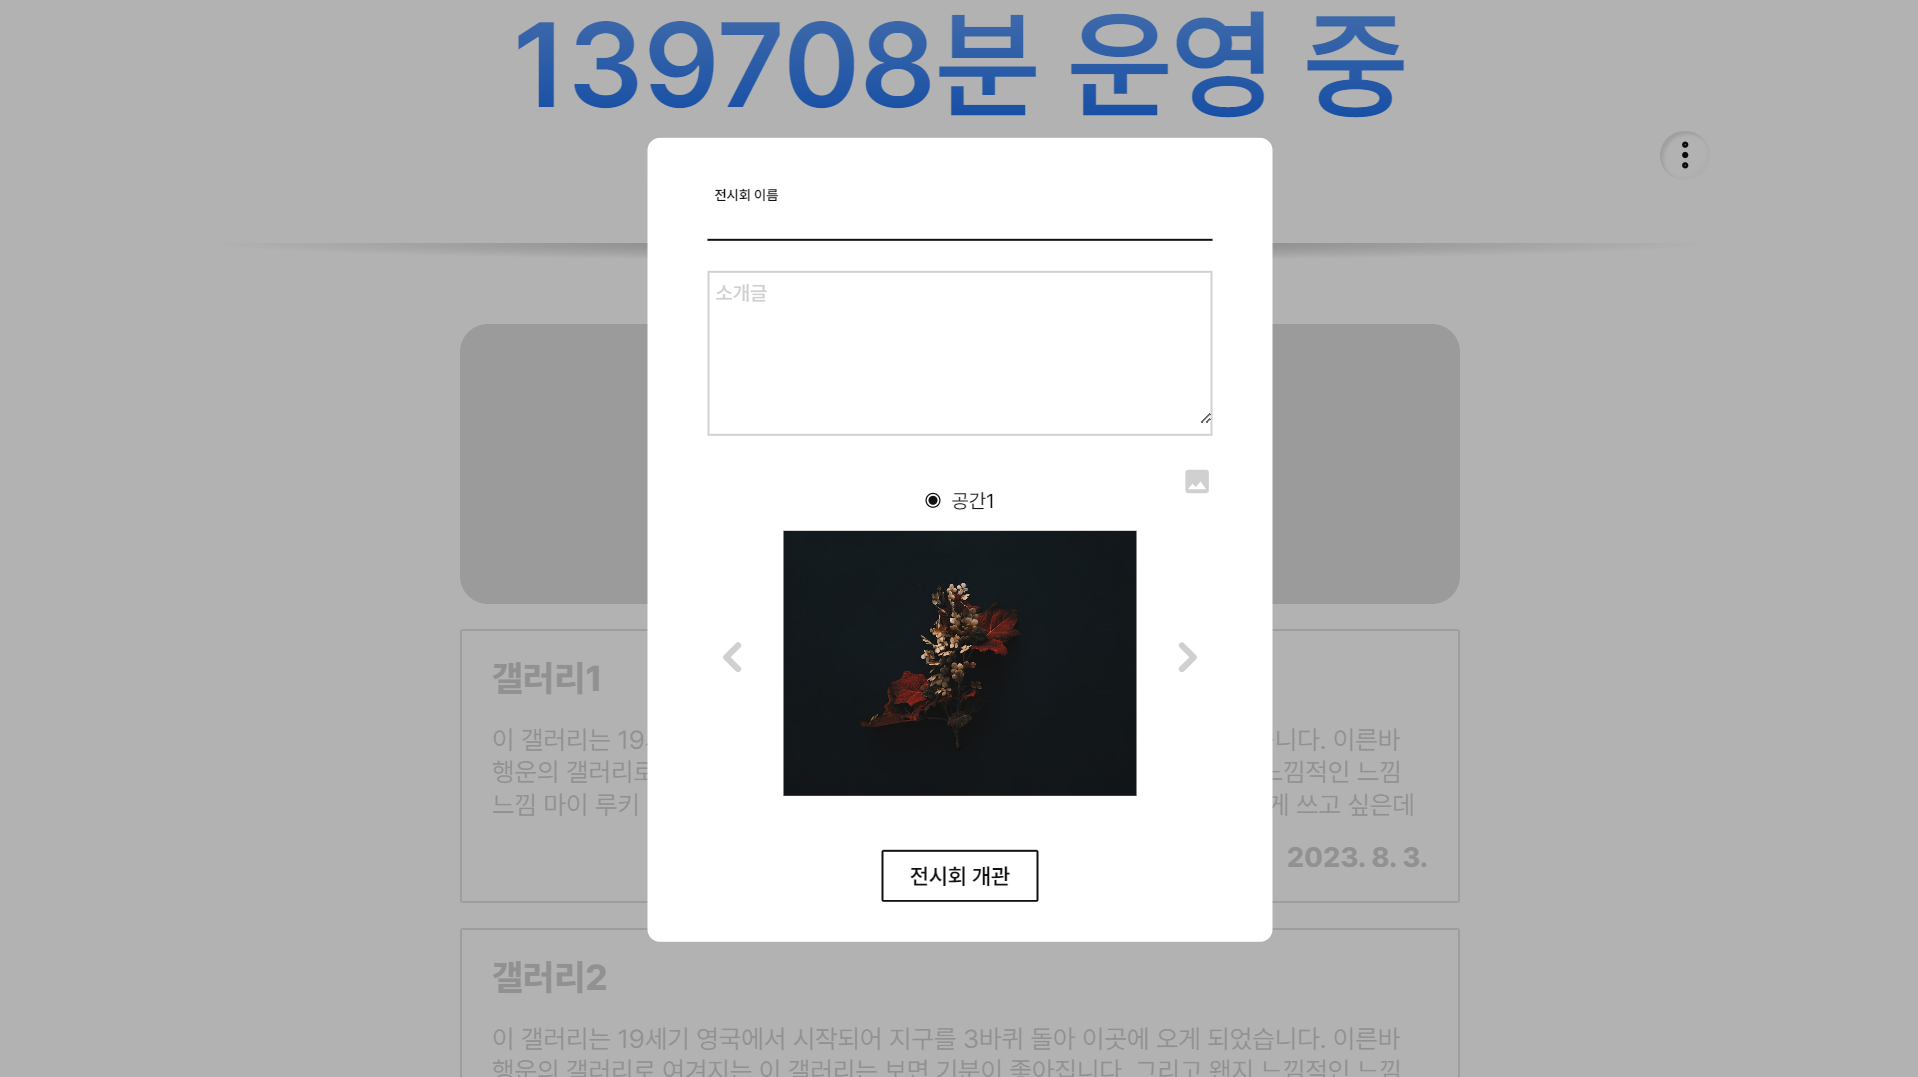 139708분 운영 중
전시회 이름
소개글
공간1
전시회 개관
갤러리1
이 갤러리는 19 니다. 이른바
행운의 갤러리로 느낌적인 느낌
느낌 마이 루키 게 쓰고 싶은데
2023. 8. 3.
갤러리2
이 갤러리는 19세기 영국에서 시작되어 지구를 3바퀴 돌아 이곳에 오게 되었습니다. 이른바
행운의 갤러리로 여겨지는 이 갤러리는 보면 기분이 좋아집니다. 그리고 왠지 느낌적인 느낌